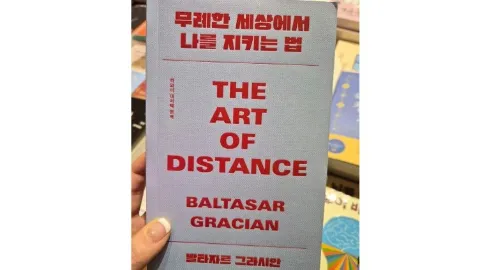 무례한 세상에서
나를 지키는 법
THE
ART
OF
DISTANCE
BALTASAR
GRACIAN
발타자르 그라시안